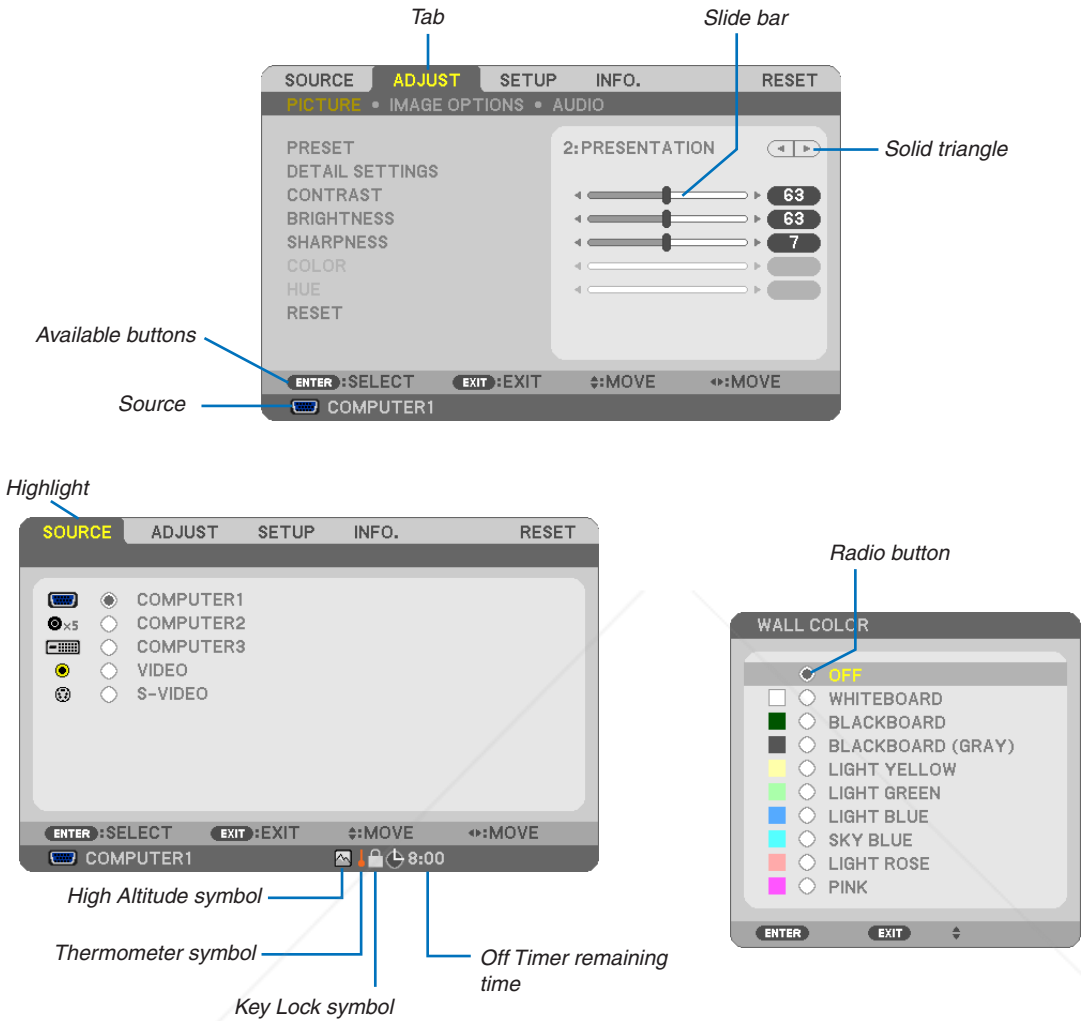 Tab
Slide bar
SOURCE ADJUST SETUP INFO. RESET
PICTURE • IMAGE OPTIONS • AUDIO
PRESET 2:PRESENTATION
Solid triangle
DETAIL SETTINGS
CONTRAST 63
BRIGHTNESS 63
SHARPNESS 7
COLOR
HUE
RESET
Available buttons
ENTER:SELECT EXIT:EXIT :MOVE :MOVE
Source
COMPUTER1
Highlight
SOURCE ADJUST SETUP INFO. RESET
COMPUTER1
×5 COMPUTER2
COMPUTER3
VIDEO
S-VIDEO
ENTER:SELECT EXIT:EXIT :MOVE :MOVE
COMPUTER1 8:00
High Altitude symbol
Thermometer symbol
Key Lock symbol
Off Timer remaining
time
Radio button
WALL COLOR
OFF
WHITEBOARD
BLACKBOARD
BLACKBOARD (GRAY)
LIGHT YELLOW
LIGHT GREEN
LIGHT BLUE
SKY BLUE
LIGHT ROSE
PINK
ENTER EXIT